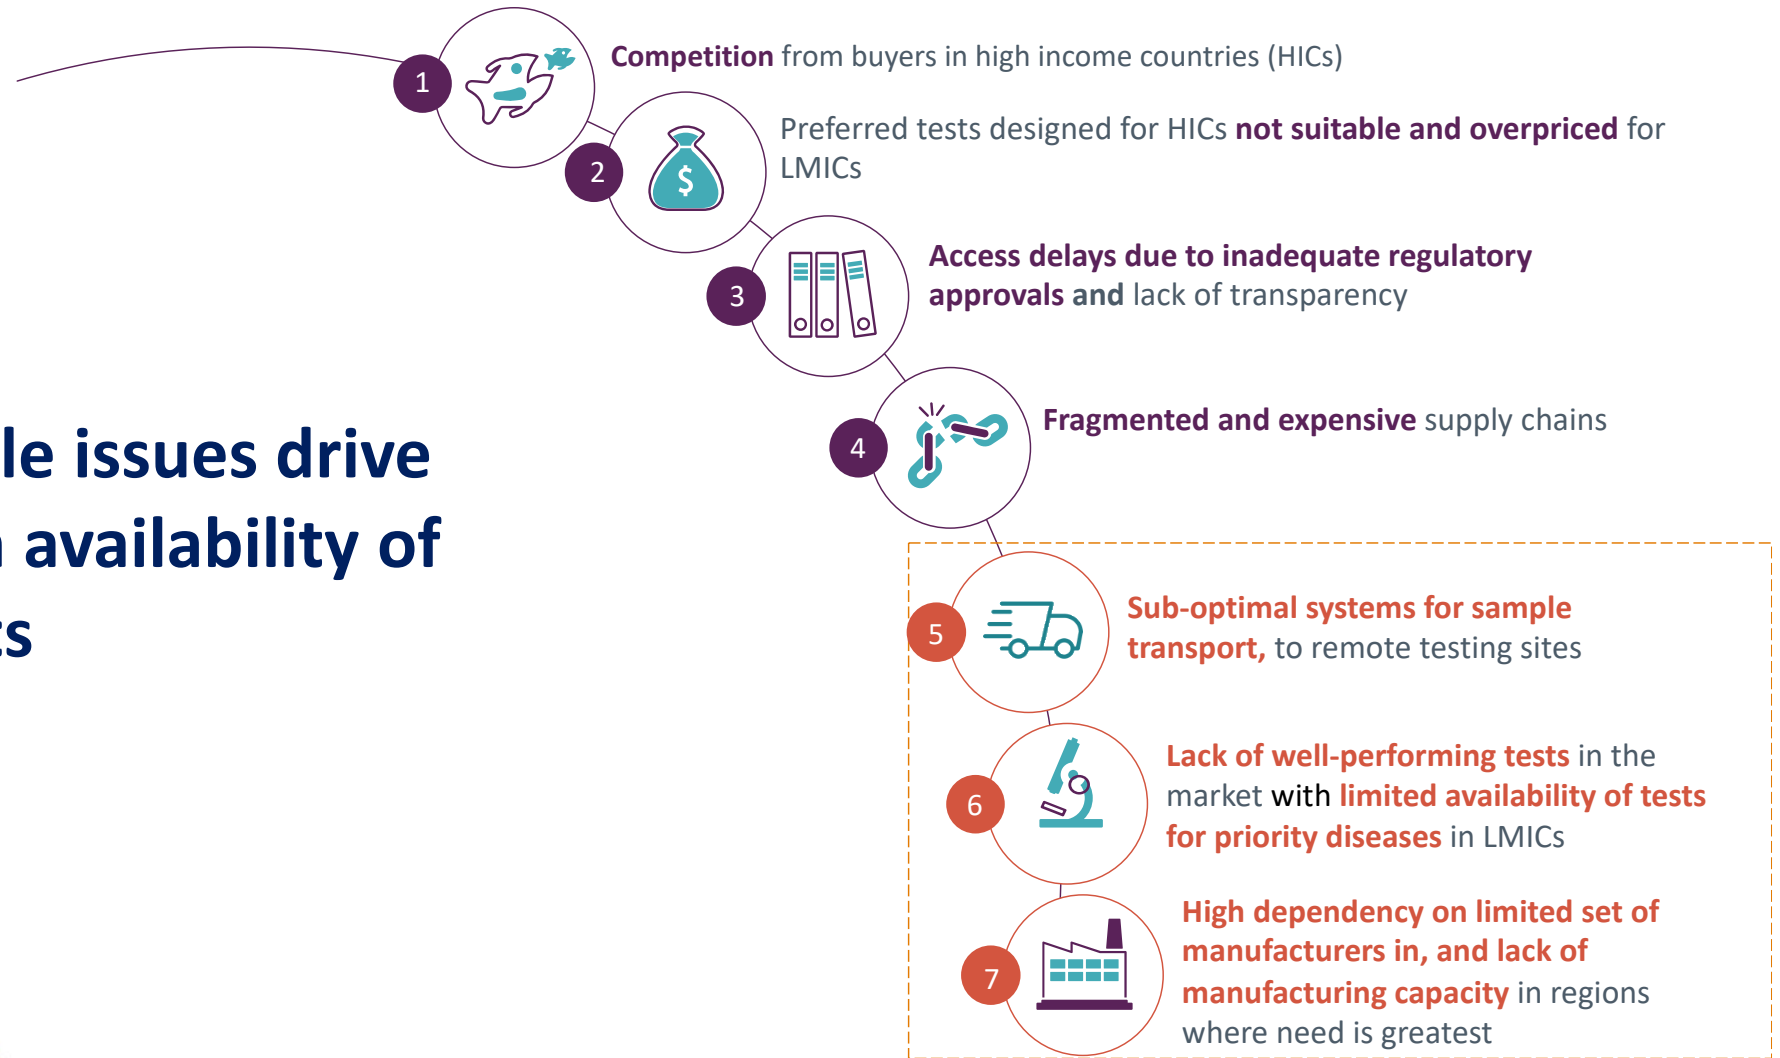 1
Competition from buyers in high income countries (HICs)
2
$
Preferred tests designed for HICs not suitable and overpriced for
LMICs
3
Access delays due to inadequate regulatory
approvals and lack of transparency
4
Fragmented and expensive supply chains
le issues drive
availability of
ts
5
Sub-optimal systems for sample
transport, to remote testing sites
6
Lack of well-performing tests in the
market with limited availability of tests
for priority diseases in LMICs
7
High dependency on limited set of
manufacturers in, and lack of
manufacturing capacity in regions
where need is greatest